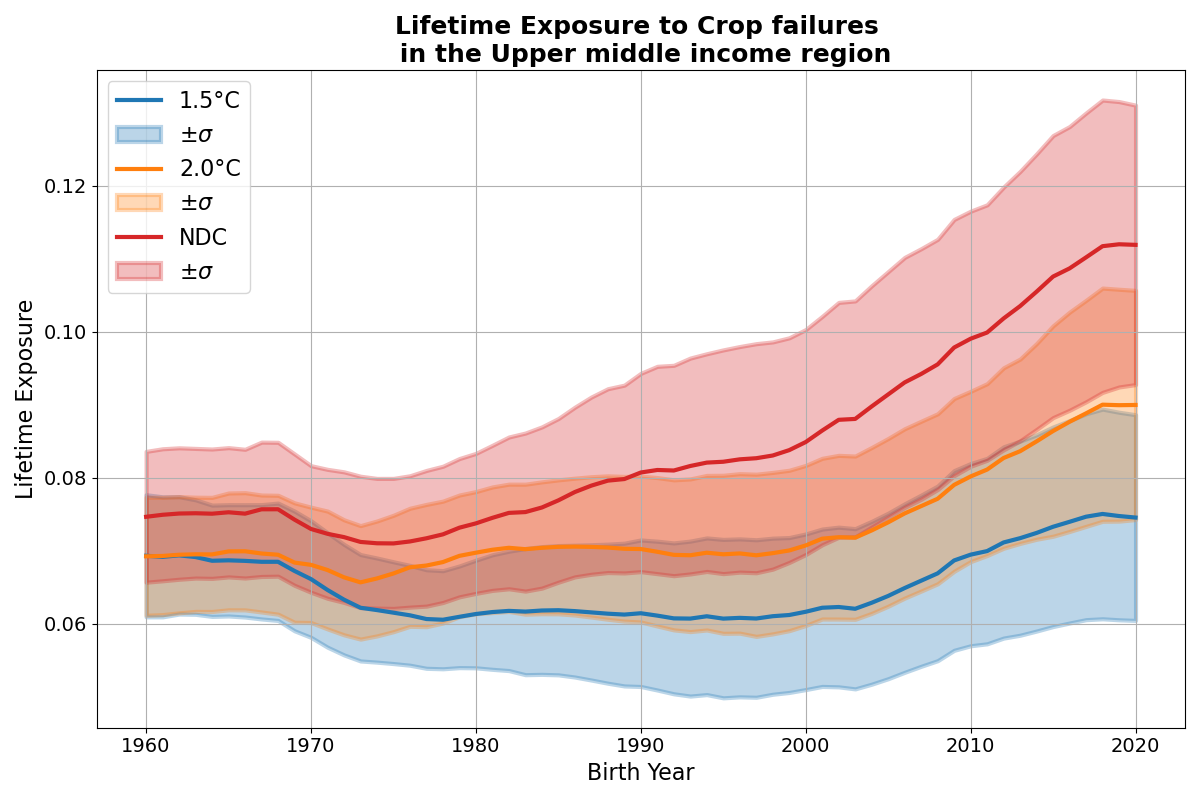 Lifetime Exposure to Crop failures
in the Upper middle income region
1.5°C
±σ
2.0°C
±σ
NDC
±σ
0.12
0.10
0.08
0.06
Lifetime Exposure
1960 1970 1980 1990 2000 2010 2020
Birth Year